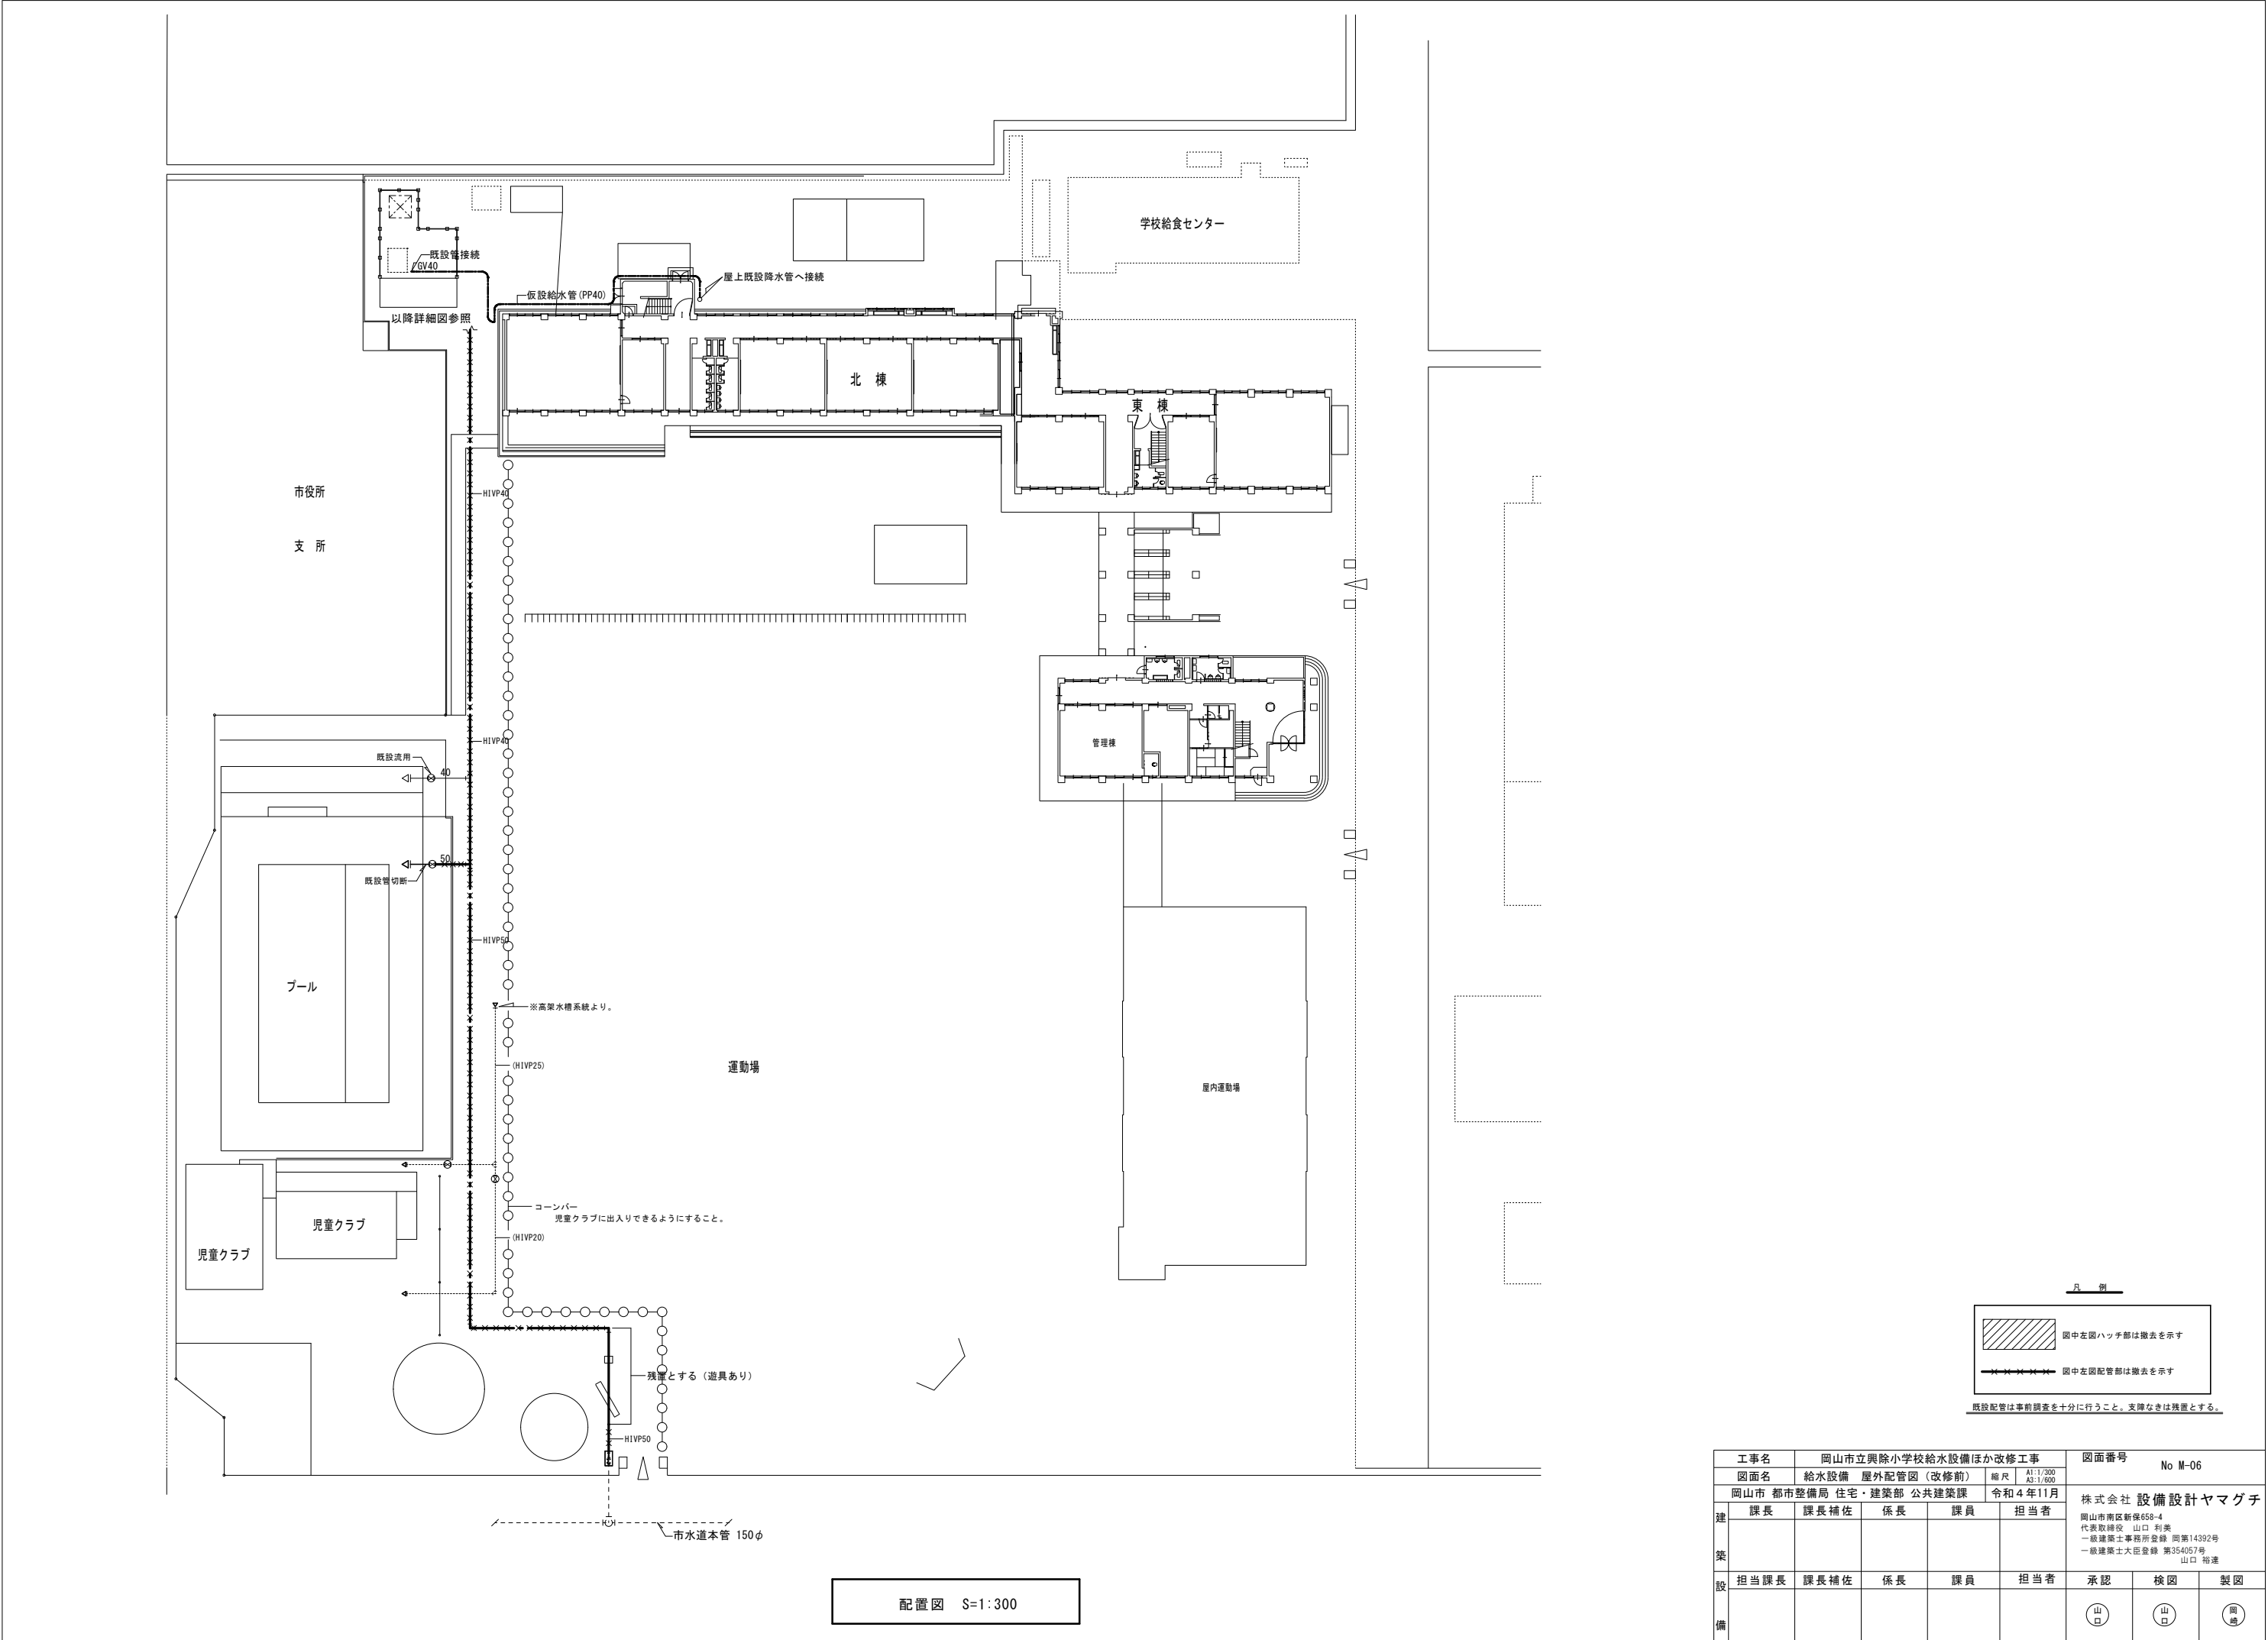 学校給食センター
既設管接続
GV40
屋上既設降水管へ接続
仮設給水管(PP40)
以降詳細図参照
北 棟
東 棟
市役所
支 所
HIVP40
HIVP40
既設流用
40
管理棟
50
既設管切断
HIVP50
プール
※高架水槽系統より。
(HIVP25)
運動場
屋内運動場
コーンバー
児童クラブに出入りできるようにすること。
児童クラブ
(HIVP20)
児童クラブ
残置とする（遊具あり）
HIVP50
市水道本管 150φ
配置図 S=1:300
凡 例
図中左図ハッチ部は撤去を示す
図中左図配管部は撤去を示す
既設配管は事前調査を十分に行うこと。支障なきは残置とする。
工事名 岡山市立興除小学校給水設備ほか改修工事 図面番号 No M-06
図面名 給水設備 屋外配管図（改修前） 縮尺 A1:1/300 A3:1/600
岡山市 都市整備局 住宅・建築部 公共建築課 令和４年11月
株式会社 設備設計ヤマグチ
岡山市南区新保658-4
代表取締役 山口 利美
一級建築士事務所登録 岡第14392号
一級建築士大臣登録 第354057号
山口 裕達
建築 課長 課長補佐 係長 課員 担当者
設備 担当課長 課長補佐 係長 課員 担当者 承認 検図 製図
山口 山口 岡崎